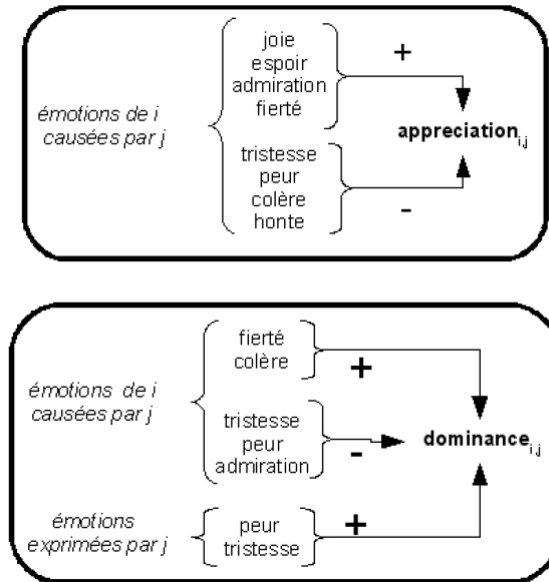 émotions de i
causées par j
joie
espoir
admiration
fierté
+
tristesse
peur
colère
honte
-
appreciation i,j
émotions de i
causées par j
fierté
colère
+
tristesse
peur
admiration
-
dominance i,j
émotions
exprimées par j
peur
tristesse
+